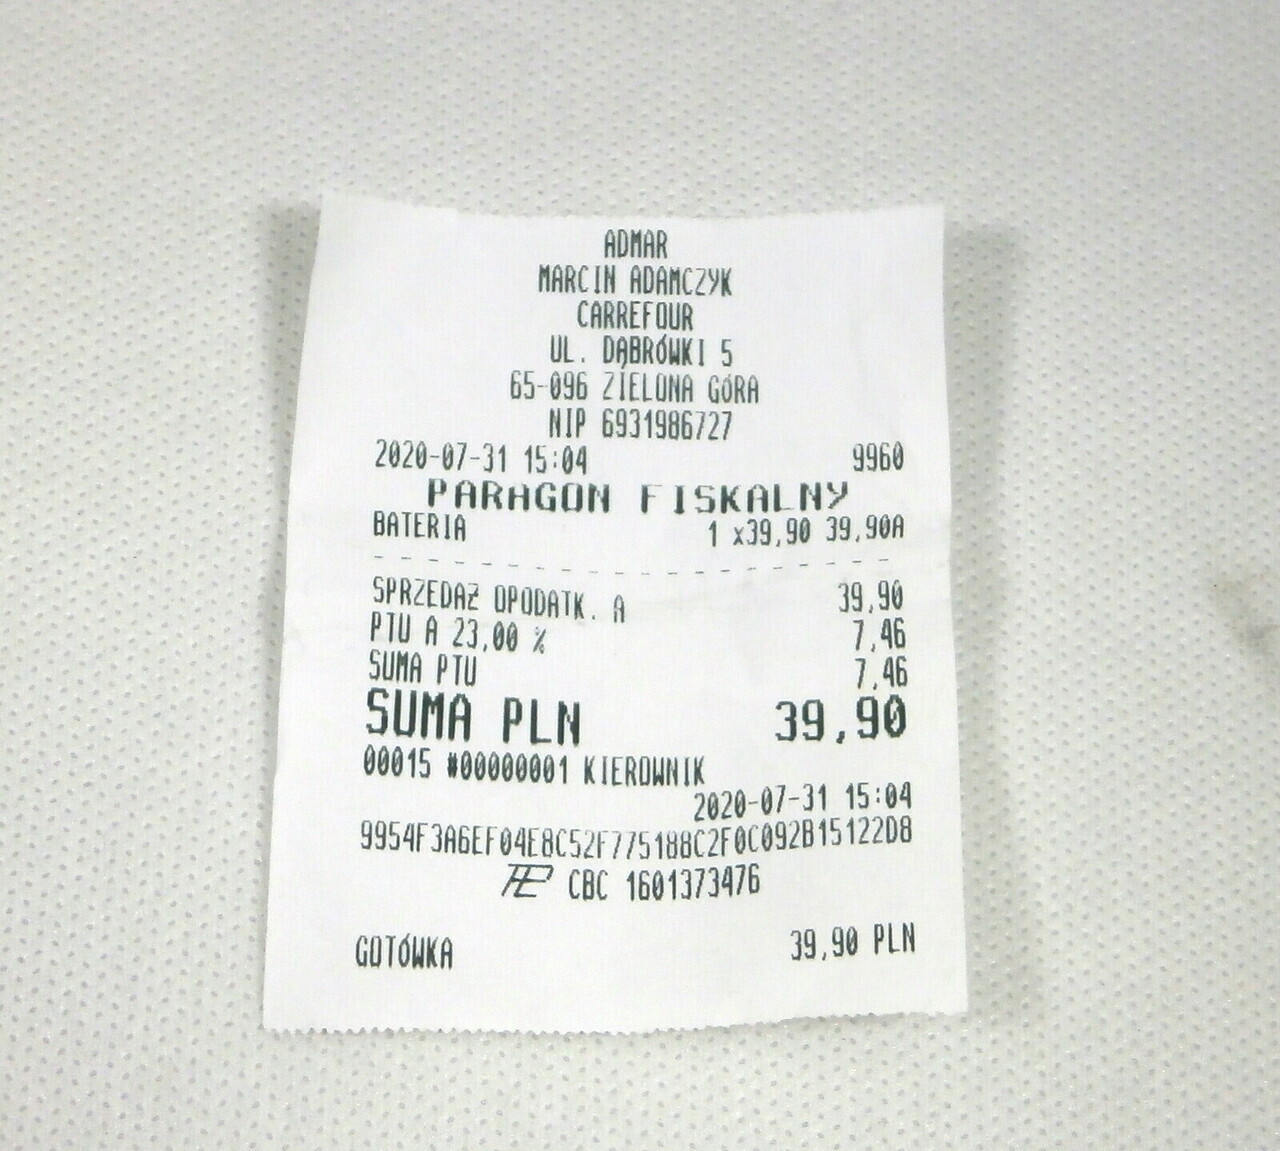 ADMAR
MARCIN ADAMCZYK
CARREFOUR
UL. DĄBRÓWKI 5
65-096 ZIELONA GÓRA
NIP 6931986727
2020-07-31 15:04 9960
PARAGON FISKALNY
BATERIA 1 x39,90 39,90A
SPRZEDAŻ OPODATK. A 39,90
PTU A 23,00 % 7,46
SUMA PTU 7,46
SUMA PLN 39,90
00015 #00000001 KIEROWNIK
2020-07-31 15:04
9954F3A6EF04E8C52F775188C2F0C092B15122D8
CBC 1601373476
GOTÓWKA 39,90 PLN